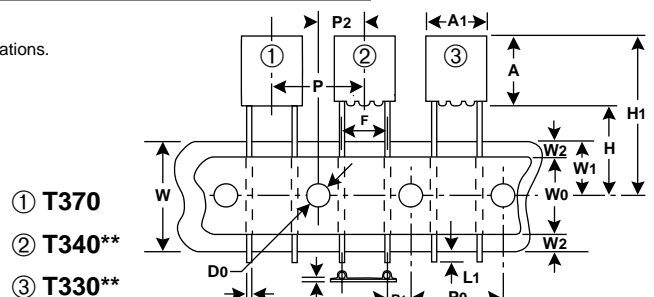 P2
A1
ations.
① ② ③
P
A
H1
F
H
W2
W1
W
W0
① T370
② T340**
W2
D0
L1
③ T330**